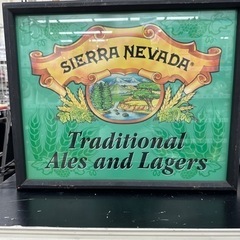 SIERRA NEVADA®
Traditional
Ales and Lagers